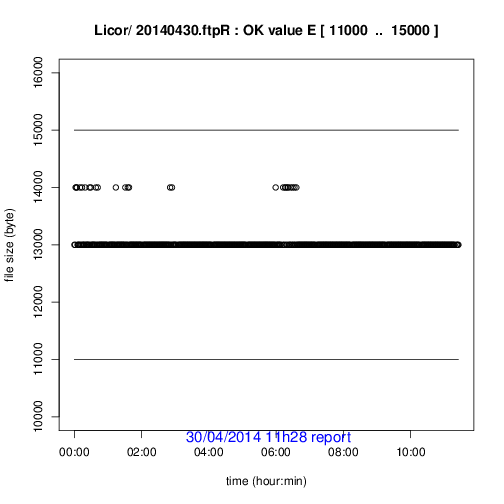 Licor/ 20140430.ftpR : OK value E [ 11000 .. 15000 ]
file size (byte)
16000
15000
14000
13000
12000
11000
10000
30/04/2014 11h28 report
00:00 02:00 04:00 06:00 08:00 10:00
time (hour:min)